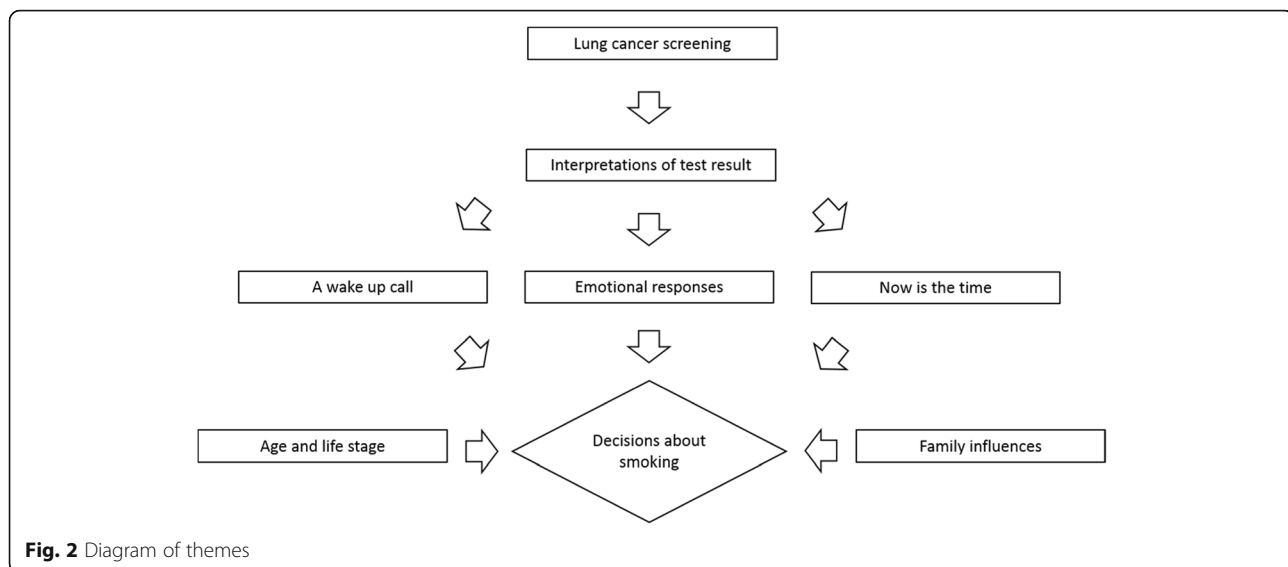 Lung cancer screening
Interpretations of test result
A wake up call
Emotional responses
Now is the time
Age and life stage
Decisions about
smoking
Family influences
Fig. 2 Diagram of themes